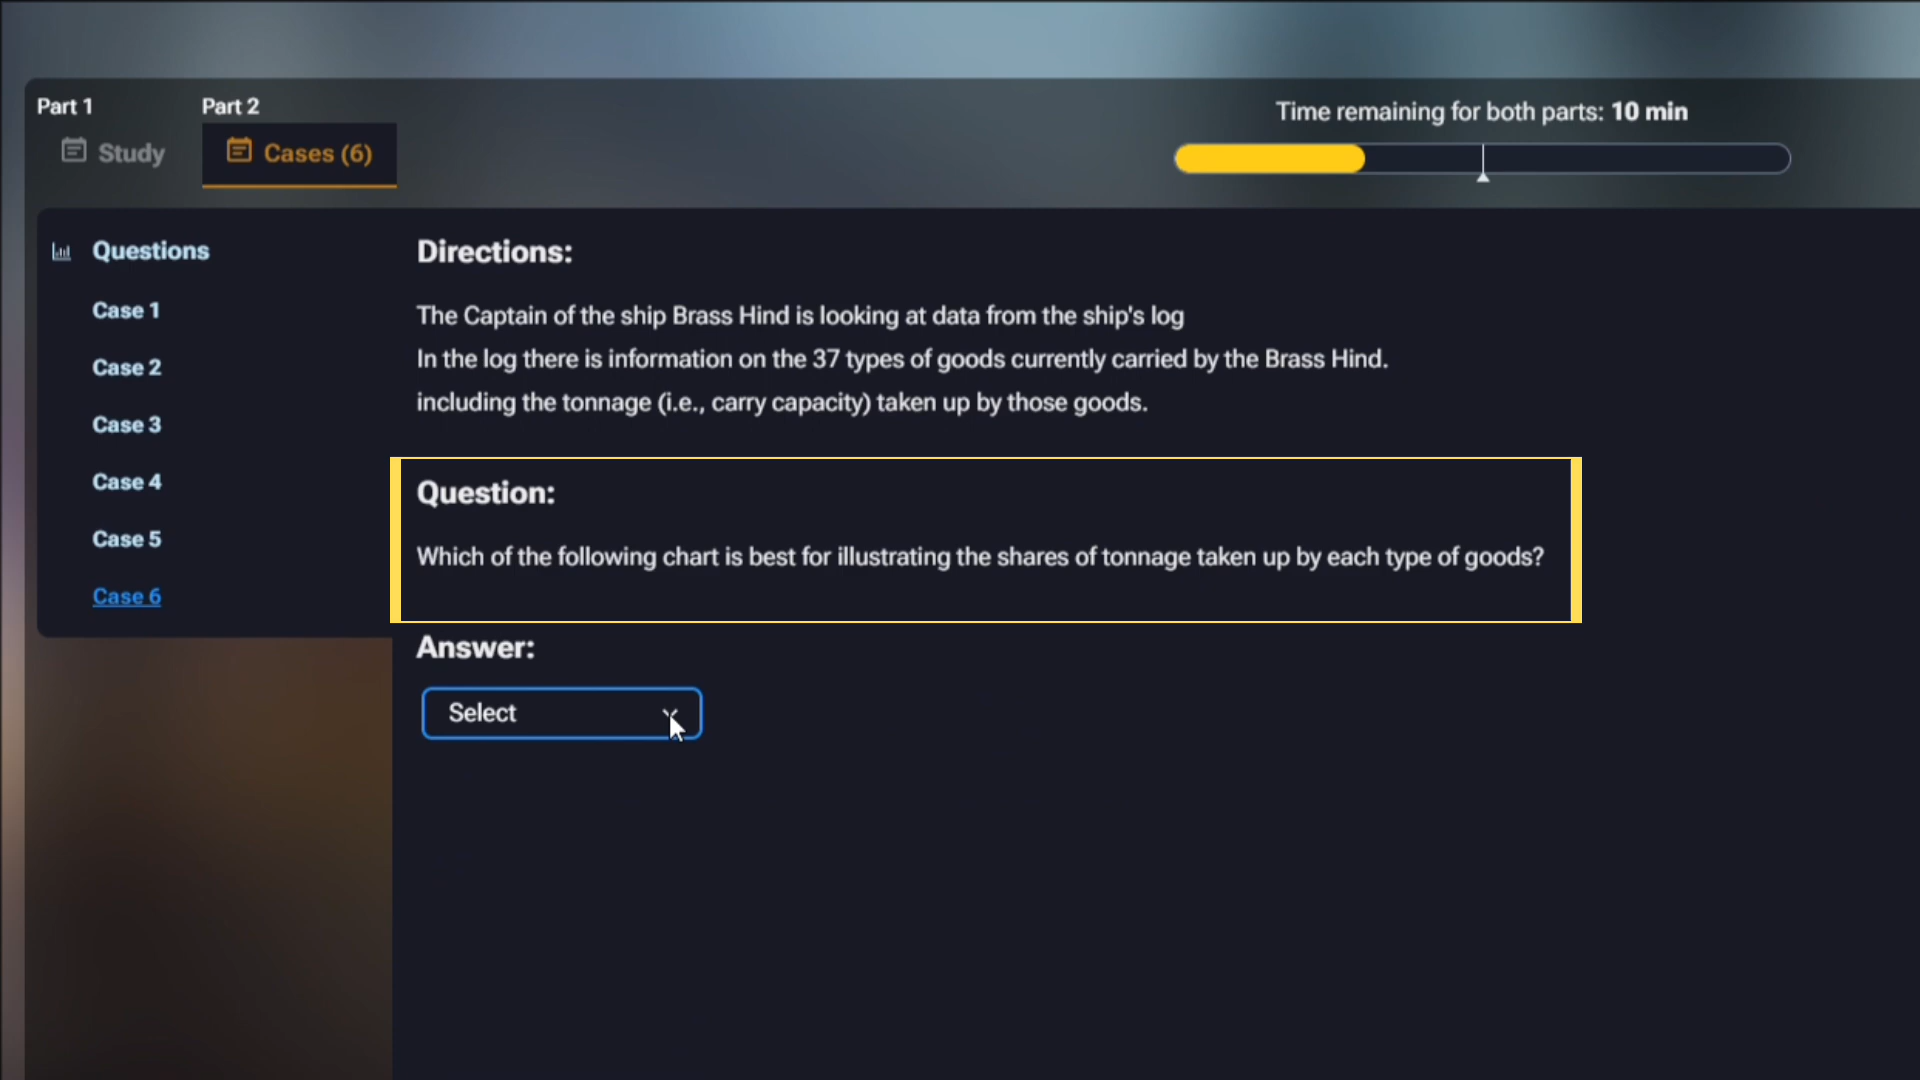 Part 1
Part 2
Time remaining for both parts: 10 min
Study
Cases (6)
Questions
Case 1
Case 2
Case 3
Case 4
Case 5
Case 6
Directions:
The Captain of the ship Brass Hind is looking at data from the ship's log
In the log there is information on the 37 types of goods currently carried by the Brass Hind.
including the tonnage (i.e., carry capacity) taken up by those goods.
Question:
Which of the following chart is best for illustrating the shares of tonnage taken up by each type of goods?
Answer:
Select